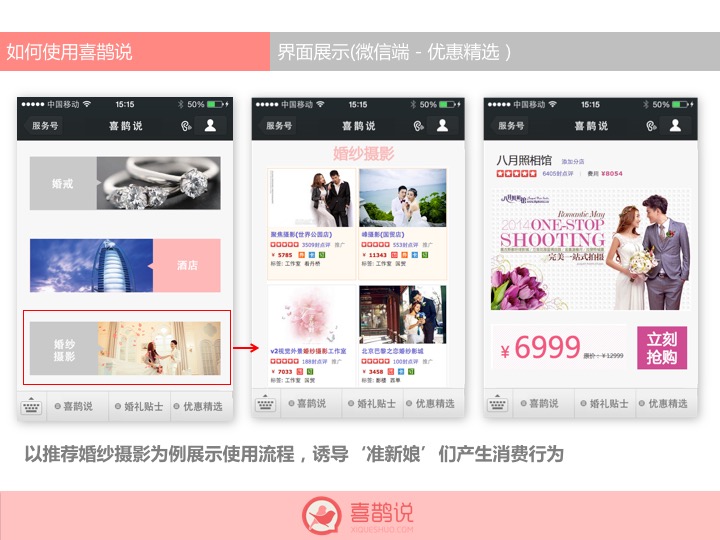 如何使用喜鹊说
界面展示(微信端 - 优惠精选 )
中国移动 15:15 50%
服务号 喜鹊说
婚戒
酒店
婚纱
摄影
喜鹊说 婚礼贴士 优惠精选
中国移动 15:15 50%
服务号 喜鹊说
婚纱摄影
聚焦摄影(世界公园店)
3509封点评 推广
¥ 5785
标签: 工作室 看丹桥
峰摄影(国贸店)
553封点评 推广
¥ 11343
标签: 工作室 国贸
v2视觉外景婚纱摄影工作室
188封点评 推广
¥ 7033
标签: 工作室 国贸
北京巴黎之恋婚纱影城
100封点评 推广
¥ 3458
标签: 影楼 西单
喜鹊说 婚礼贴士 优惠精选
中国移动 15:15 50%
服务号 喜鹊说
八月照相馆 添加分店
6405封点评 费用 ¥8054
八月照相馆
Romantic May
2014 ONE-STOP
SHOOTING
完美一站式拍摄
¥ 6999 原价：¥12999
立刻
抢购
喜鹊说 婚礼贴士 优惠精选
以推荐婚纱摄影为例展示使用流程，诱导‘准新娘’们产生消费行为
喜鹊说
XIQUESHUO.COM